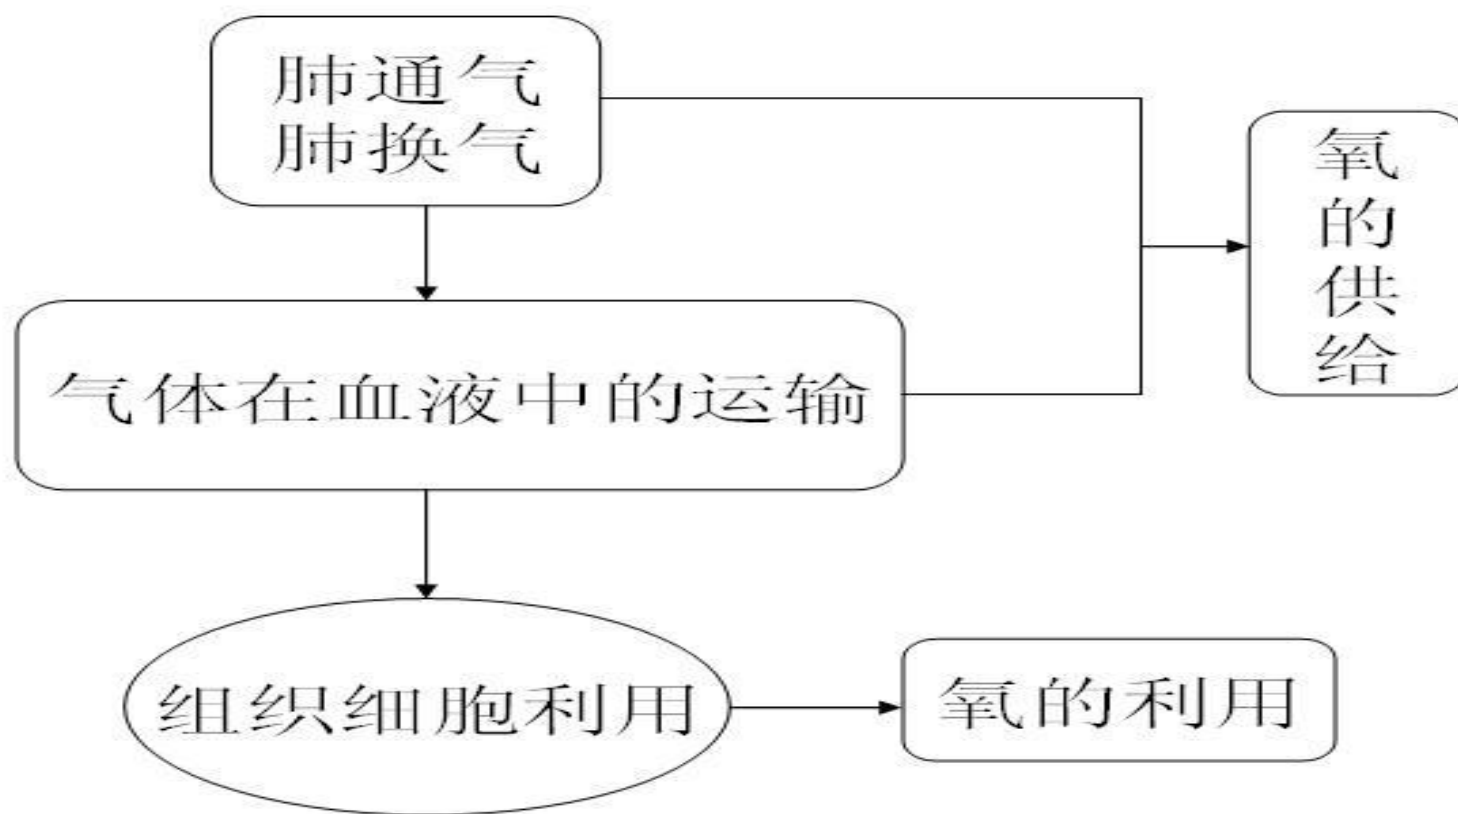 肺通气
肺换气
氧的供给
气体在血液中的运输
组织细胞利用
氧的利用